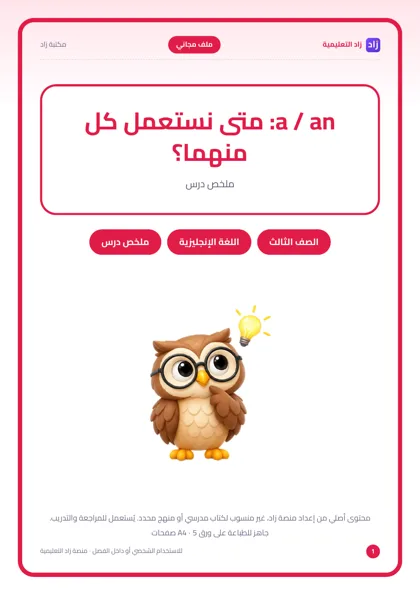 زاد زاد التعليمية
ملف مجاني
مكتبة زاد
a / an: متى نستعمل كل
منهما؟
ملخص درس
الصف الثالث
اللغة الإنجليزية
ملخص درس
محتوى أصلي من إعداد منصة زاد، غير منسوب لكتاب مدرسي أو منهج محدد. يُستعمل للمراجعة والتدريب.
جاهز للطباعة على ورق A4 · 5 صفحات
1
للاستخدام الشخصي أو داخل الفصل · منصة زاد التعليمية